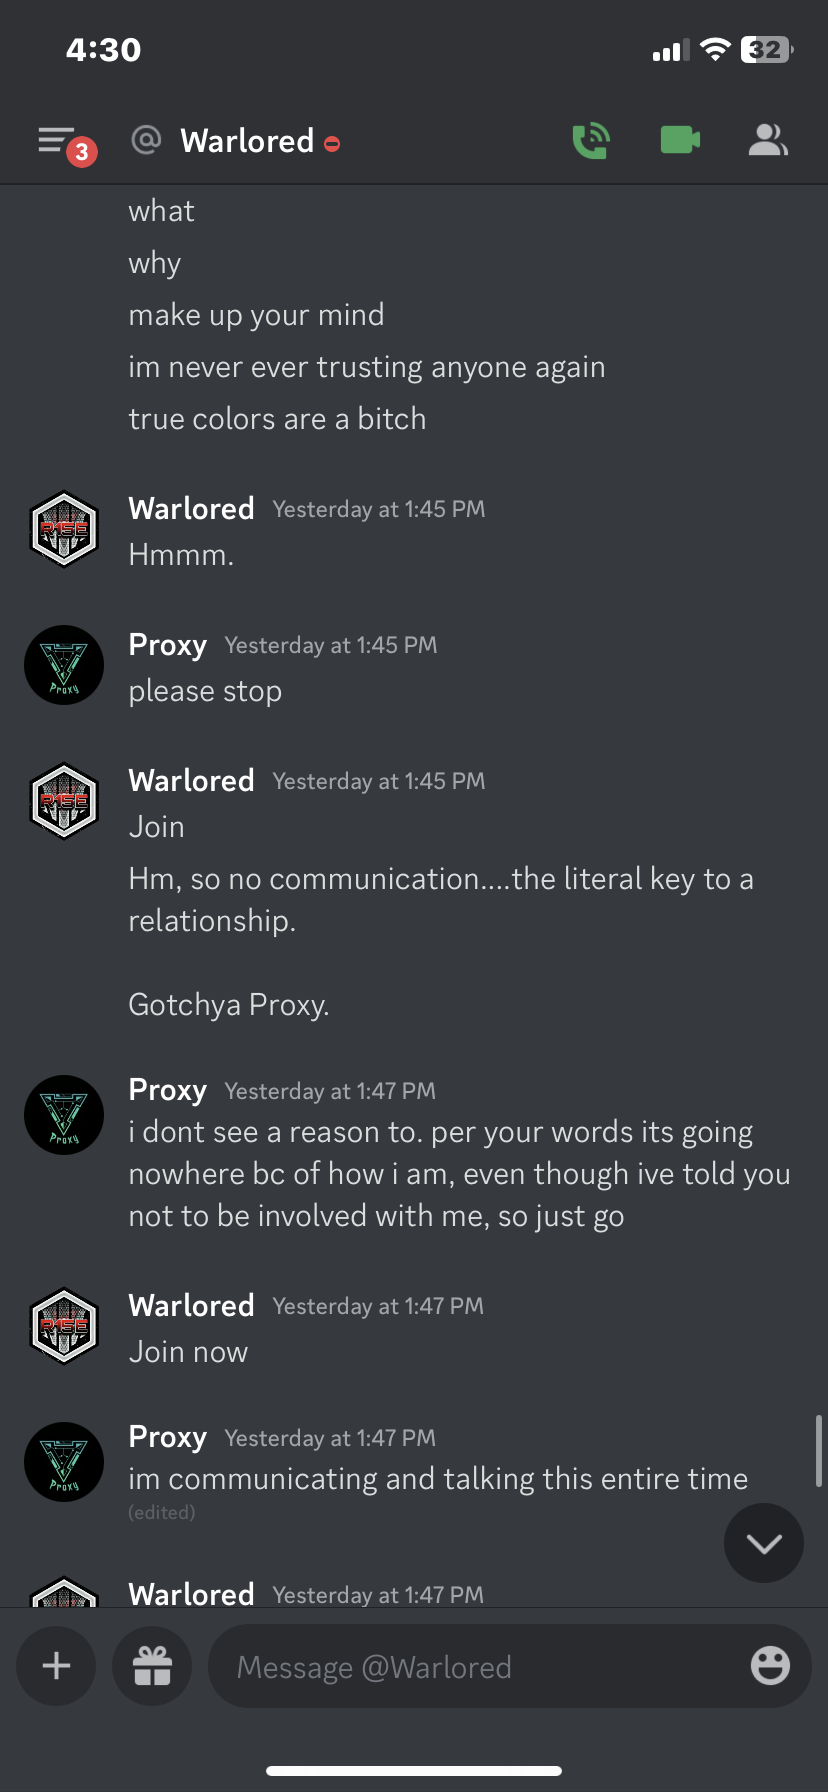 4:30
32
3
@ Warlored
what
why
make up your mind
im never ever trusting anyone again
true colors are a bitch
Warlored Yesterday at 1:45 PM
R1SE
Hmmm.
Proxy Yesterday at 1:45 PM
Proxy
please stop
Warlored Yesterday at 1:45 PM
R1SE
Join
Hm, so no communication....the literal key to a
relationship.
Gotchya Proxy.
Proxy Yesterday at 1:47 PM
Proxy
i dont see a reason to. per your words its going
nowhere bc of how i am, even though ive told you
not to be involved with me, so just go
Warlored Yesterday at 1:47 PM
R1SE
Join now
Proxy Yesterday at 1:47 PM
Proxy
im communicating and talking this entire time
(edited)
Warlored Yesterday at 1:47 PM
Message @Warlored